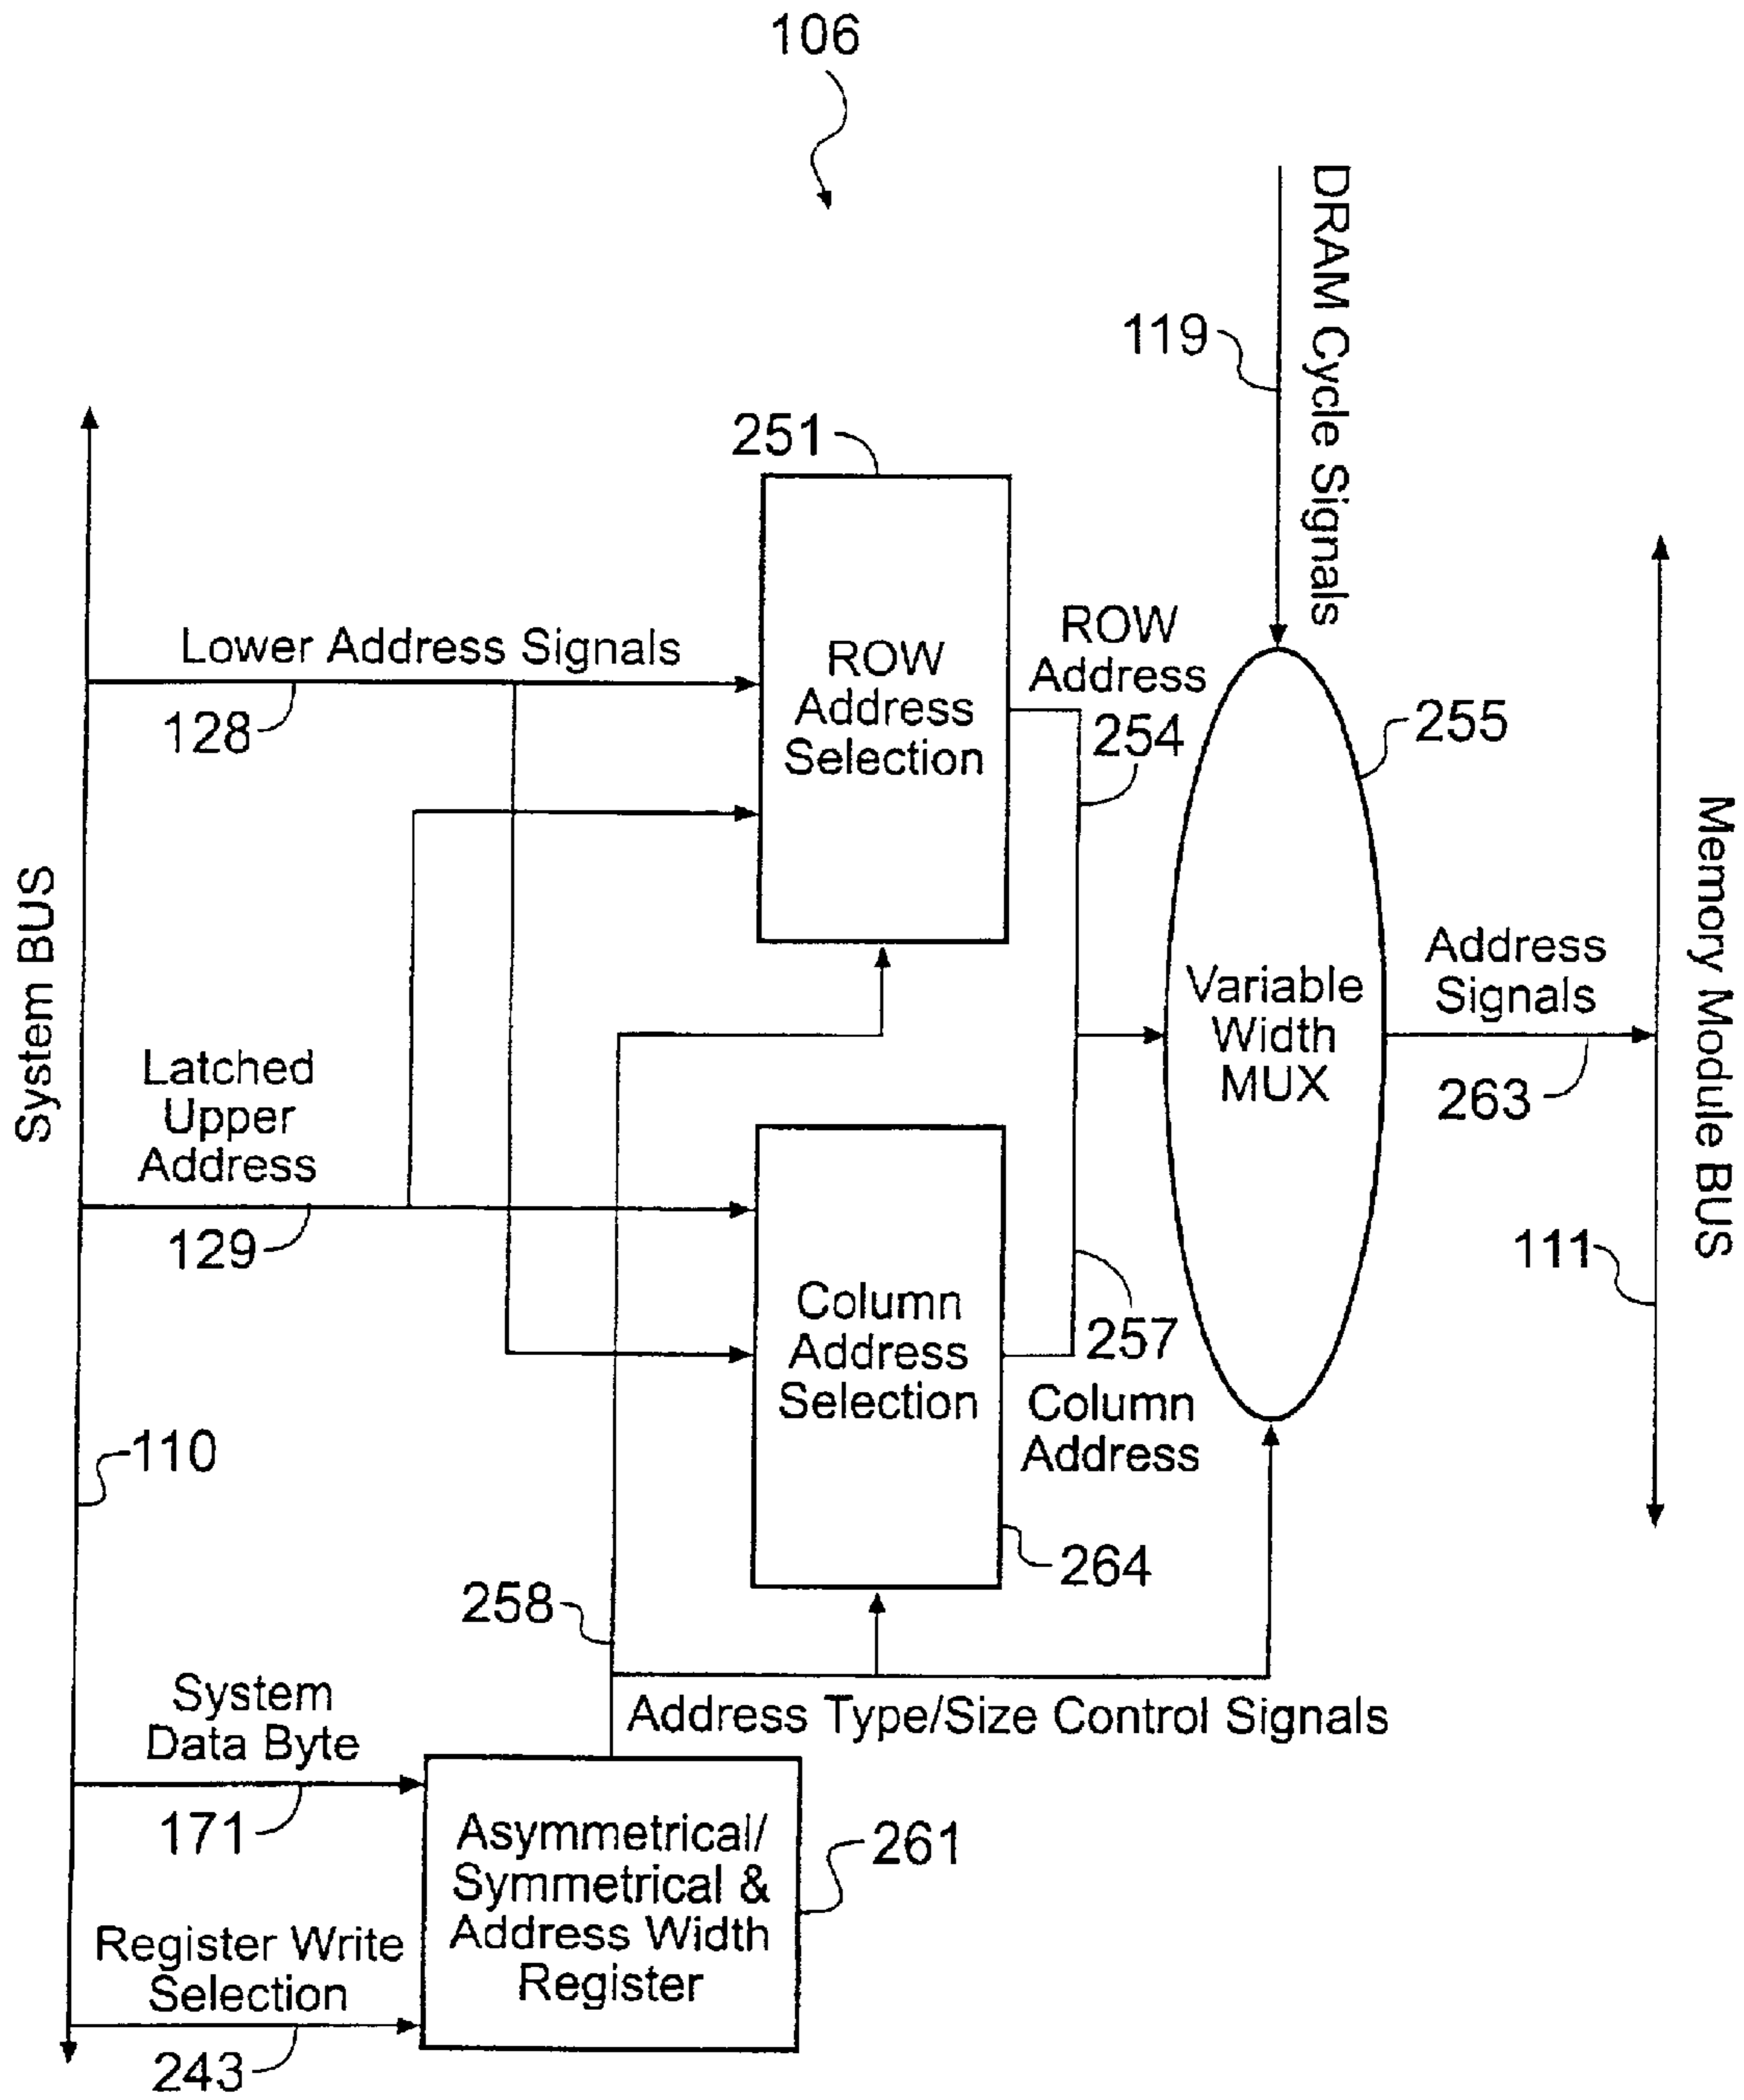 106
DRAM Cycle Signals
119
251
Lower Address Signals
128
ROW
Address
Selection
ROW
Address
254
255
System BUS
Memory Module BUS
Latched
Upper
Address
129
Variable
Width
MUX
Address
Signals
263
111
Column
Address
Selection
257
Column
Address
110
264
258
System
Data Byte
171
Address Type/Size Control Signals
Asymmetrical/
Symmetrical &
Address Width
Register
261
Register Write
Selection
243